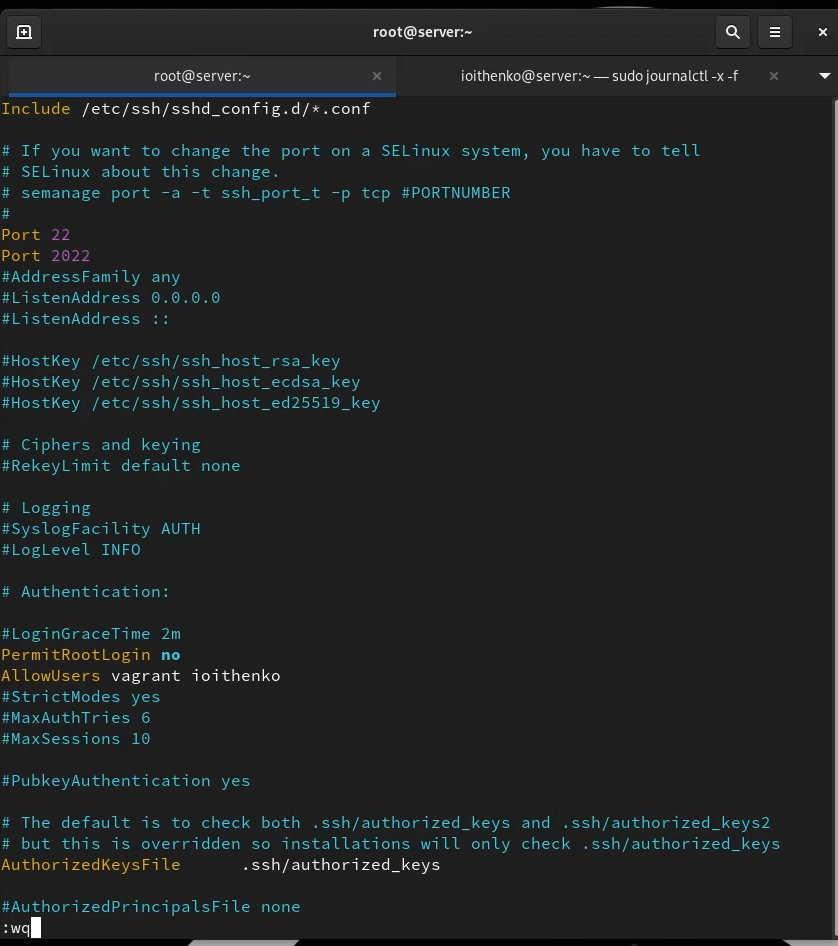 root@server:~
root@server:~ ioithenko@server:~ — sudo journalctl -x -f
Include /etc/ssh/sshd_config.d/*.conf
# If you want to change the port on a SELinux system, you have to tell
# SELinux about this change.
# semanage port -a -t ssh_port_t -p tcp #PORTNUMBER
#
Port 22
Port 2022
#AddressFamily any
#ListenAddress 0.0.0.0
#ListenAddress ::
#HostKey /etc/ssh/ssh_host_rsa_key
#HostKey /etc/ssh/ssh_host_ecdsa_key
#HostKey /etc/ssh/ssh_host_ed25519_key
# Ciphers and keying
#RekeyLimit default none
# Logging
#SyslogFacility AUTH
#LogLevel INFO
# Authentication:
#LoginGraceTime 2m
PermitRootLogin no
AllowUsers vagrant ioithenko
#StrictModes yes
#MaxAuthTries 6
#MaxSessions 10
#PubkeyAuthentication yes
# The default is to check both .ssh/authorized_keys and .ssh/authorized_keys2
# but this is overridden so installations will only check .ssh/authorized_keys
AuthorizedKeysFile .ssh/authorized_keys
#AuthorizedPrincipalsFile none
:wq